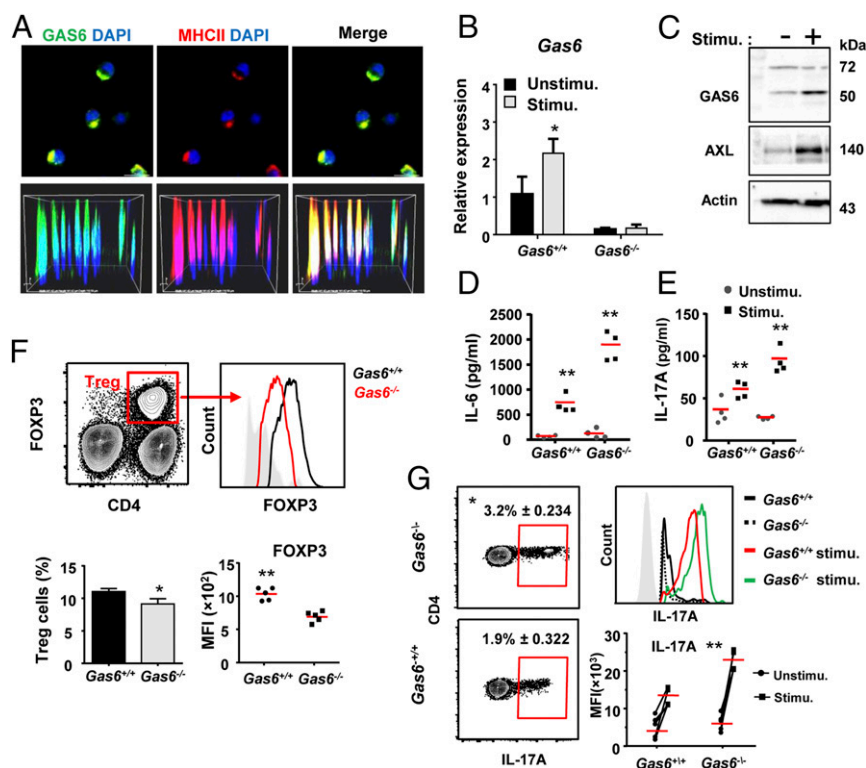 A
GAS6 DAPI
MHCII DAPI
Merge
B
Gas6
Unstimu.
Stimu.
*
Relative expression
4
3
2
1
0
Gas6+/+
Gas6-/-
C
Stimu. : - +
kDa
72
GAS6
50
AXL
140
Actin
43
D
IL-6 (pg/ml)
2500
2000
1500
1000
500
0
**
**
Gas6+/+
Gas6-/-
E
Unstimu.
Stimu.
IL-17A (pg/ml)
150
100
50
0
**
**
Gas6+/+
Gas6-/-
F
Treg
FOXP3
CD4
Gas6+/+
Gas6-/-
Count
FOXP3
Treg cells (%)
15
10
5
0
*
Gas6+/+
Gas6-/-
FOXP3
MFI (×10²)
15
10
5
0
**
Gas6+/+
Gas6-/-
G
Gas6-\-
*
3.2% ± 0.234
CD4
Gas6-+/+
1.9% ± 0.322
IL-17A
Count
IL-17A
Gas6+/+
Gas6-/-
Gas6+/+ stimu.
Gas6-/- stimu.
IL-17A
MFI(×10³)
30
20
10
0
**
Unstimu.
Stimu.
Gas6+\+
Gas6-\-